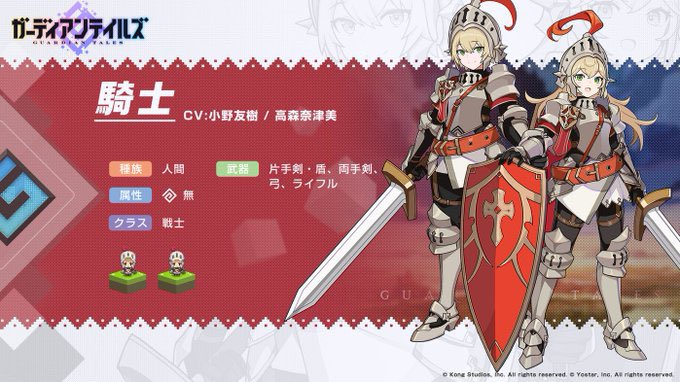 ガーディアンテイルズ
GUARDIAN TALES
騎士 CV:小野友樹 / 高森奈津美
種族 人間
武器 片手剣・盾、両手剣、
弓、ライフル
属性 無
クラス 戦士
GUA TAL
© Kong Studios, Inc. All rights reserved. © Yostar, Inc. All rights reserved.